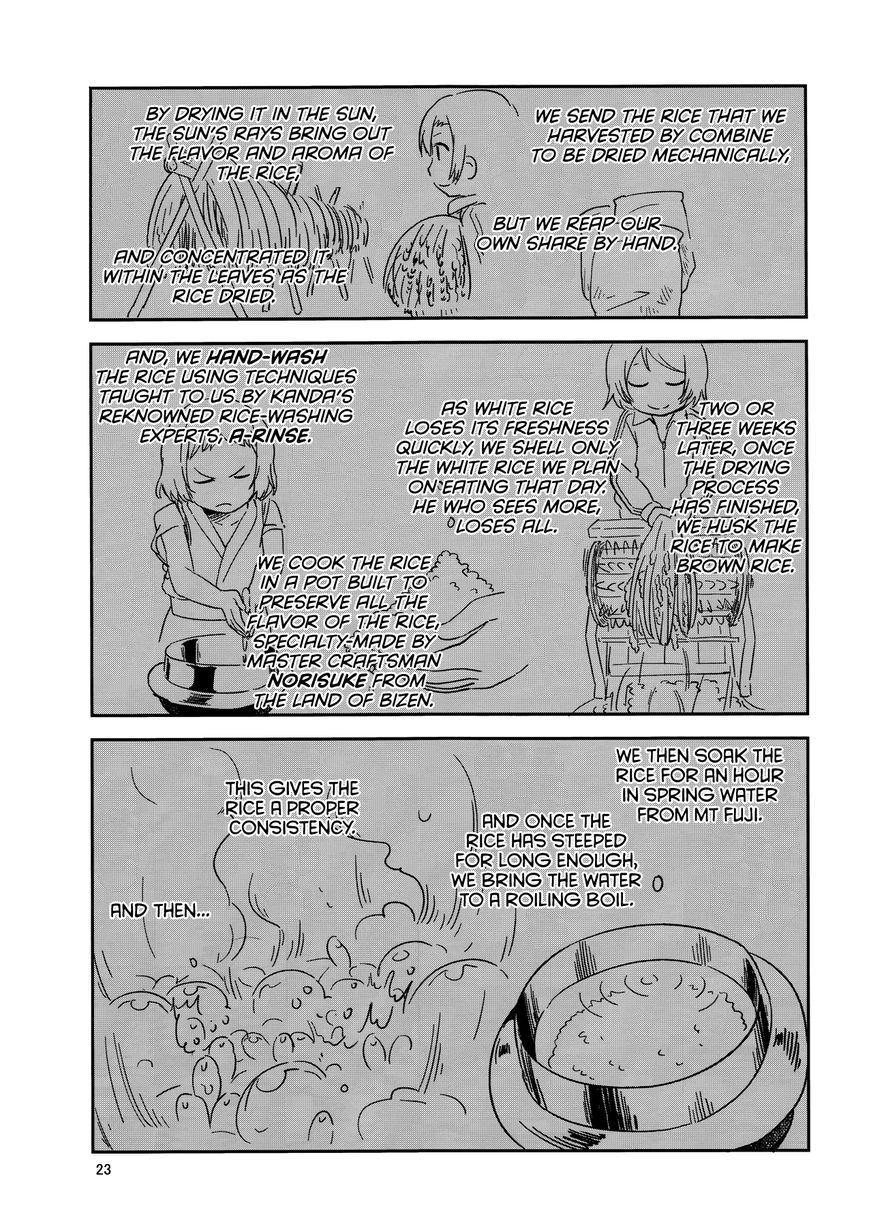 WE SEND THE RICE THAT WE
HARVESTED BY COMBINE
TO BE DRIED MECHANICALLY,
BUT WE REAP OUR
OWN SHARE BY HAND.
BY DRYING IT IN THE SUN,
THE SUN'S RAYS BRING OUT
THE FLAVOR AND AROMA OF
THE RICE,
AND CONCENTRATED IT
WITHIN THE LEAVES AS THE
RICE DRIED.
TWO OR
THREE WEEKS
LATER, ONCE
THE DRYING
PROCESS
HAS FINISHED,
WE HUSK THE
RICE TO MAKE
BROWN RICE.
AS WHITE RICE
LOSES ITS FRESHNESS
QUICKLY, WE SHELL ONLY
THE WHITE RICE WE PLAN
ON EATING THAT DAY.
HE WHO SEES MORE,
LOSES ALL.
AND, WE HAND-WASH
THE RICE USING TECHNIQUES
TAUGHT TO US BY KANDA'S
REKNOWNED RICE-WASHING
EXPERTS, A-RINSE.
WE COOK THE RICE
IN A POT BUILT TO
PRESERVE ALL THE
FLAVOR OF THE RICE,
SPECIALTY-MADE BY
MASTER CRAFTSMAN
NORISUKE FROM
THE LAND OF BIZEN.
WE THEN SOAK THE
RICE FOR AN HOUR
IN SPRING WATER
FROM MT FUJI.
AND ONCE THE
RICE HAS STEEPED
FOR LONG ENOUGH,
WE BRING THE WATER
TO A ROILING BOIL.
THIS GIVES THE
RICE A PROPER
CONSISTENCY.
AND THEN...
23